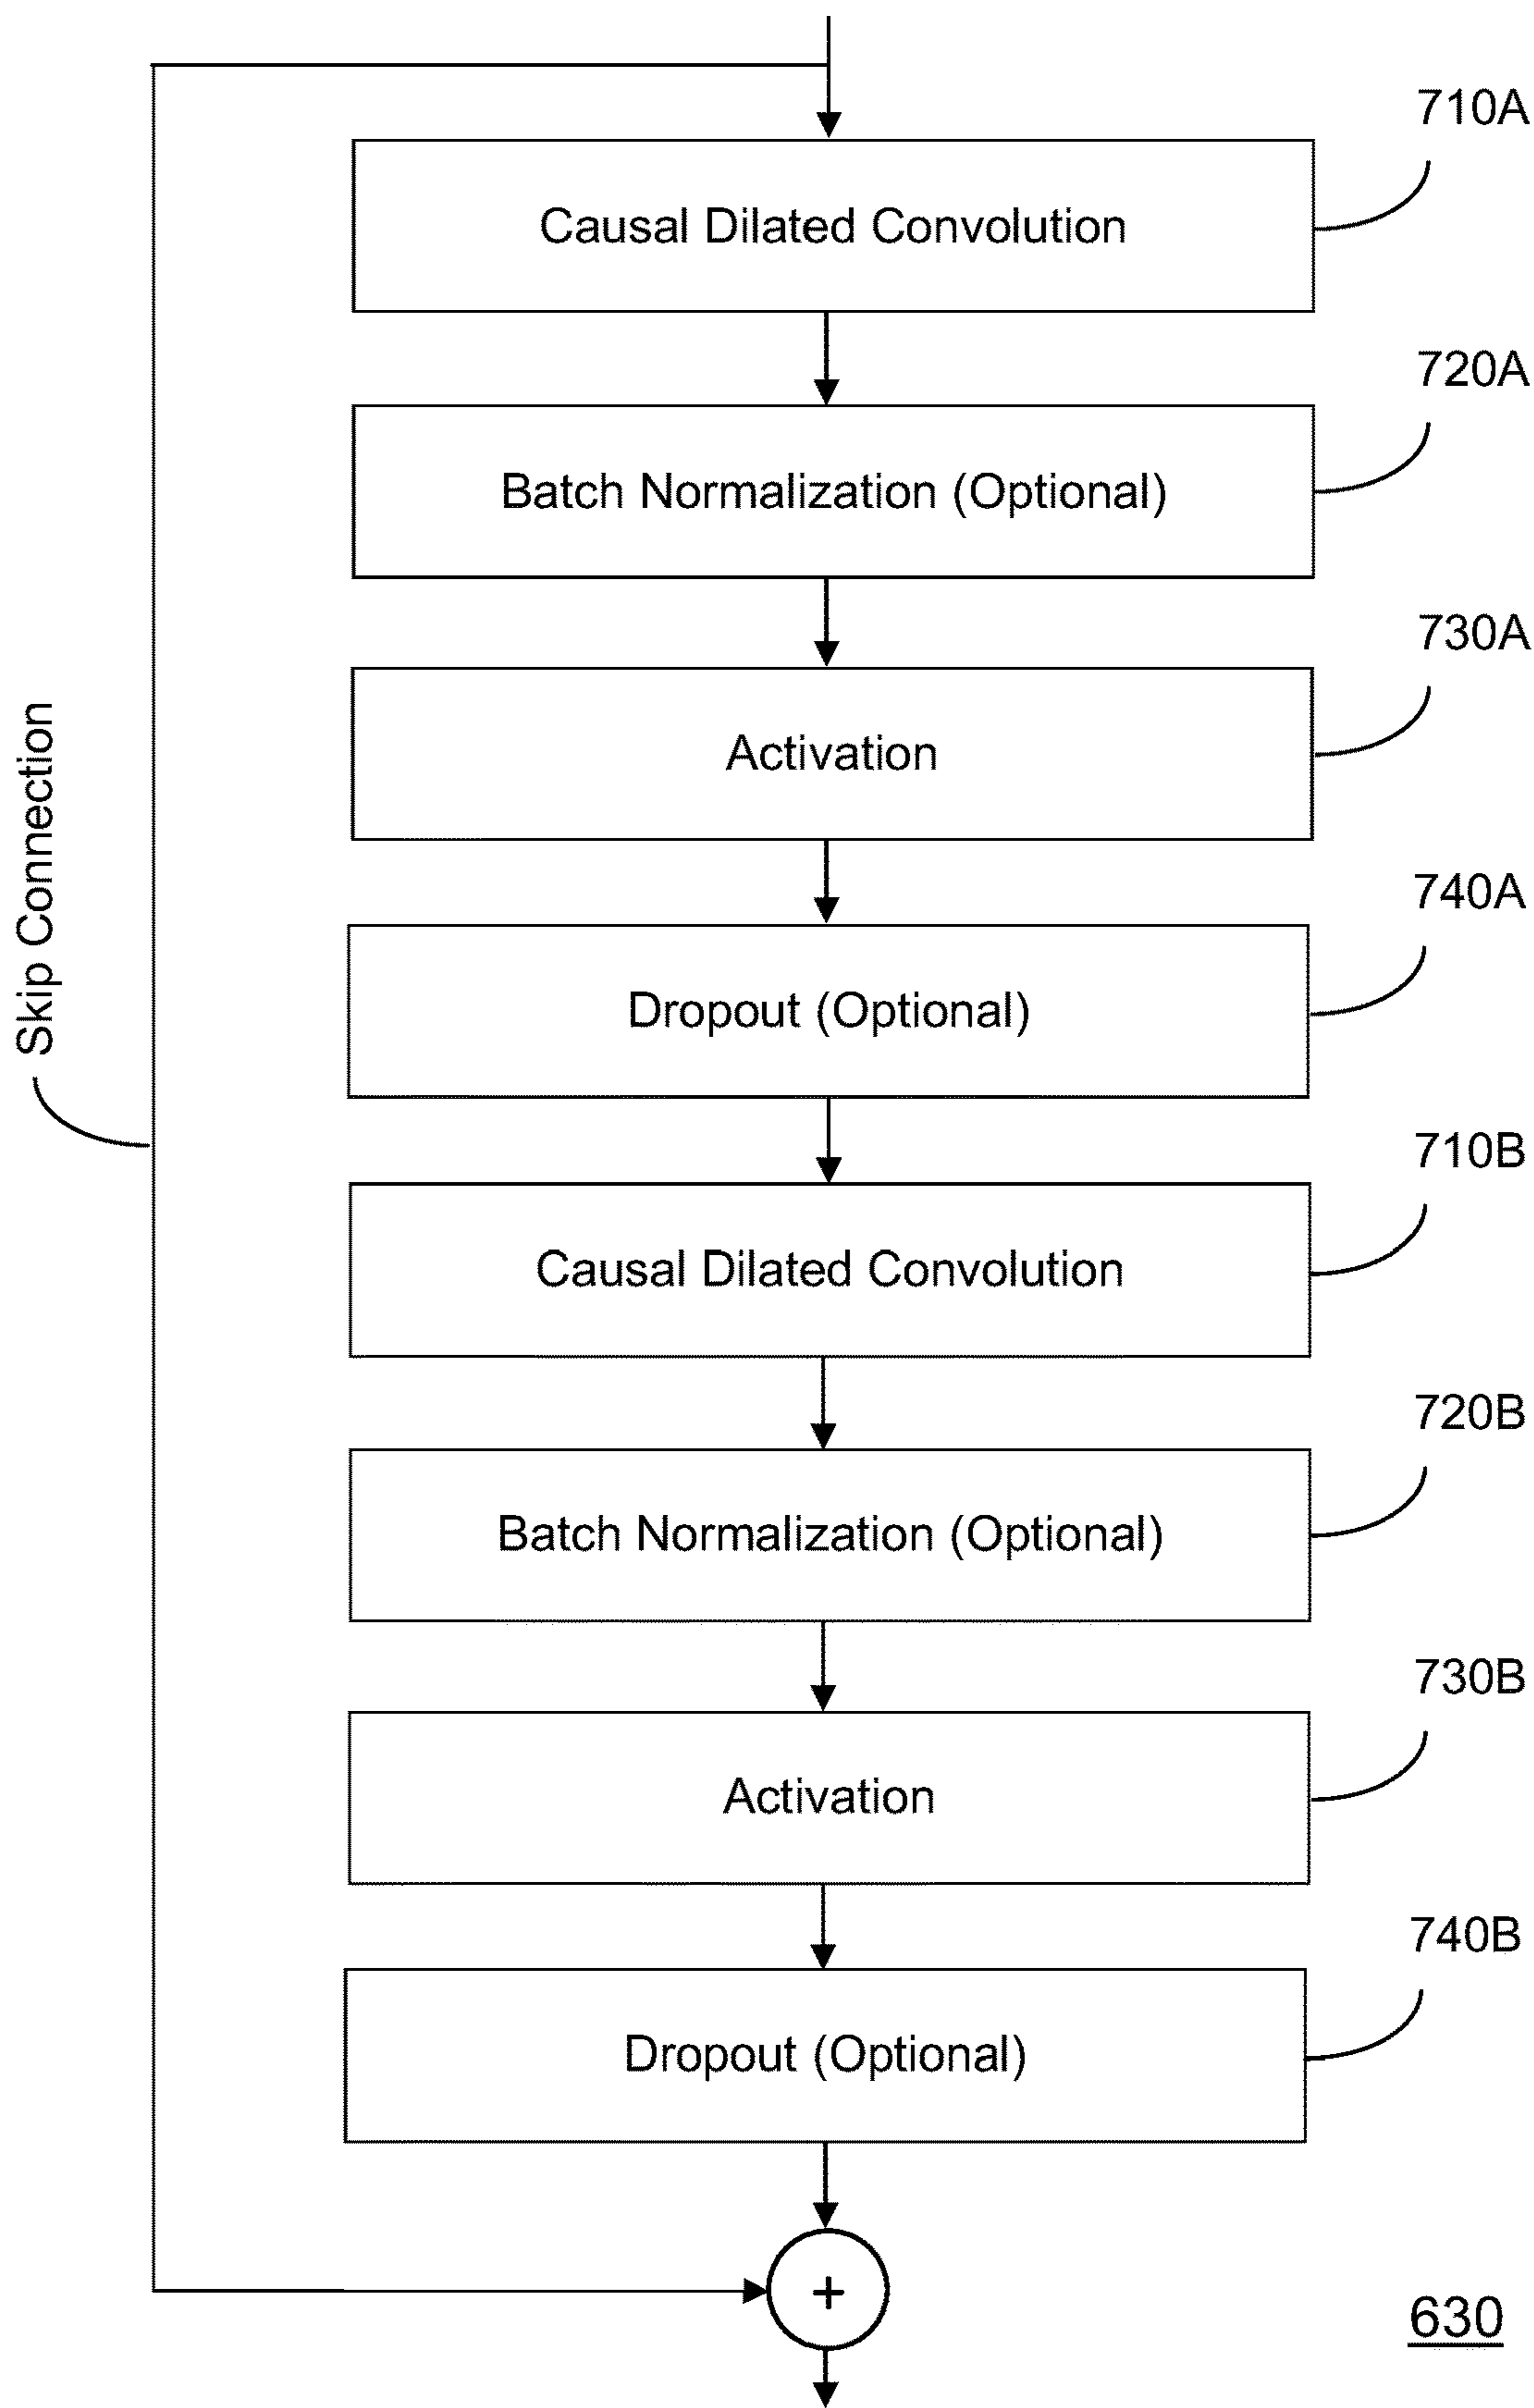 710A
Causal Dilated Convolution
720A
Batch Normalization (Optional)
730A
Activation
Skip Connection
740A
Dropout (Optional)
710B
Causal Dilated Convolution
720B
Batch Normalization (Optional)
730B
Activation
740B
Dropout (Optional)
+
630